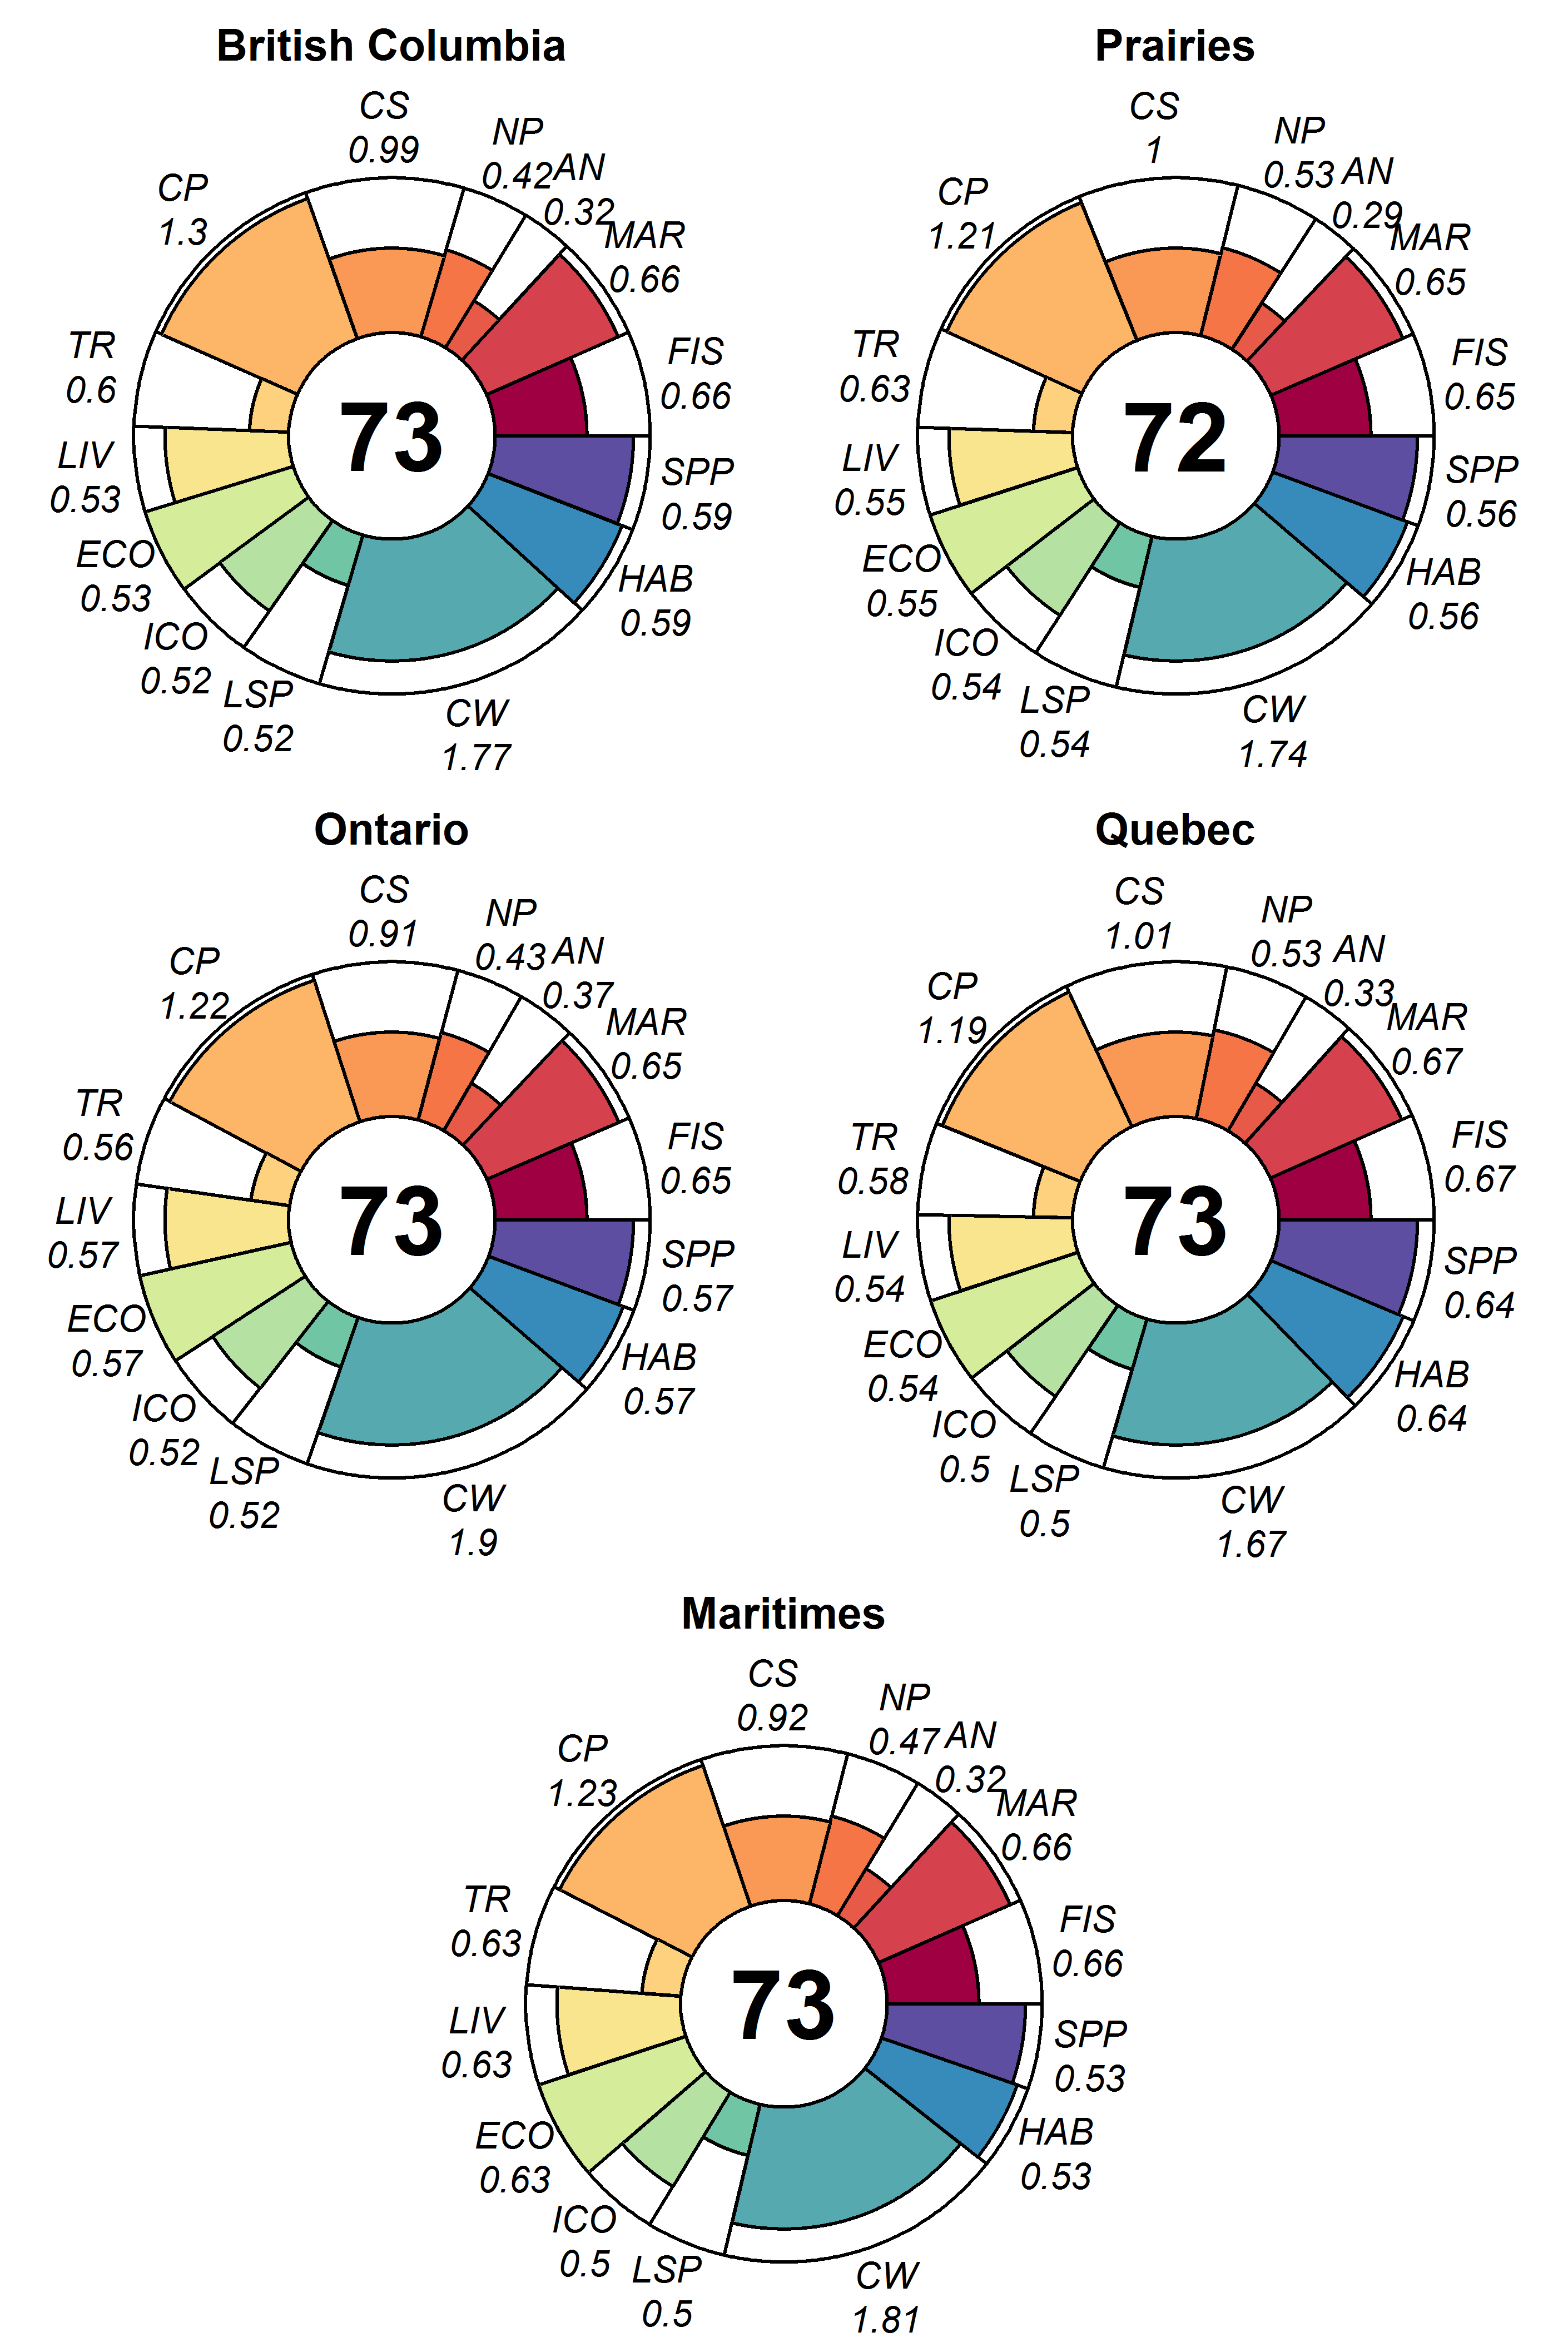 British Columbia
CS
0.99
NP
0.42
AN
0.32
MAR
0.66
FIS
0.66
SPP
0.59
HAB
0.59
CW
1.77
LSP
0.52
ICO
0.52
ECO
0.53
LIV
0.53
TR
0.6
CP
1.3
73
Prairies
CS
1
NP
0.53
AN
0.29
MAR
0.65
FIS
0.65
SPP
0.56
HAB
0.56
CW
1.74
LSP
0.54
ICO
0.54
ECO
0.55
LIV
0.55
TR
0.63
CP
1.21
72
Ontario
CS
0.91
NP
0.43
AN
0.37
MAR
0.65
FIS
0.65
SPP
0.57
HAB
0.57
CW
1.9
LSP
0.52
ICO
0.52
ECO
0.57
LIV
0.57
TR
0.56
CP
1.22
73
Quebec
CS
1.01
NP
0.53
AN
0.33
MAR
0.67
FIS
0.67
SPP
0.64
HAB
0.64
CW
1.67
LSP
0.5
ICO
0.5
ECO
0.54
LIV
0.54
TR
0.58
CP
1.19
73
Maritimes
CS
0.92
NP
0.47
AN
0.32
MAR
0.66
FIS
0.66
SPP
0.53
HAB
0.53
CW
1.81
LSP
0.5
ICO
0.5
ECO
0.63
LIV
0.63
TR
0.63
CP
1.23
73